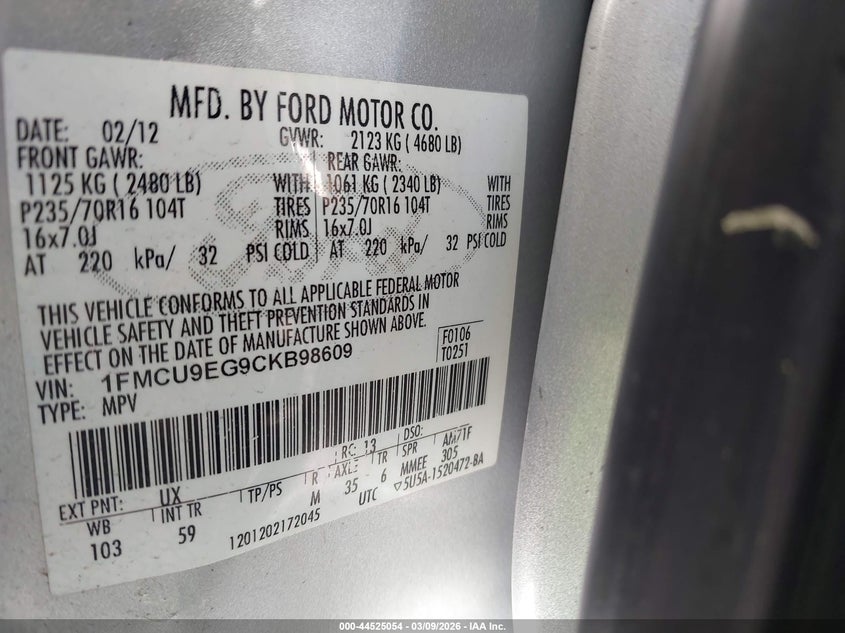 MFD. BY FORD MOTOR CO.
DATE: 02/12 GVWR: 2123 KG ( 4680 LB)
FRONT GAWR: REAR GAWR:
1125 KG ( 2480 LB) WITH 1061 KG ( 2340 LB) WITH
P235/70R16 104T TIRES P235/70R16 104T TIRES
16x7.0J RIMS 16x7.0J RIMS
AT 220 kPa/ 32 PSI COLD AT 220 kPa/ 32 PSI COLD
THIS VEHICLE CONFORMS TO ALL APPLICABLE FEDERAL MOTOR
VEHICLE SAFETY AND THEFT PREVENTION STANDARDS IN
EFFECT ON THE DATE OF MANUFACTURE SHOWN ABOVE.
F0106
T0251
VIN: 1FMCU9EG9CKB98609
TYPE: MPV
RC: 13 DSO:
EXT PNT: UX
WB INT TR TP/PS R AXLE TR SPR AM71F
103 59 M 35 6 MMEE 305
1201202172045 UTC ▽5U5A-1520472-BA
000-44525054 — 03/09/2026 — IAA Inc.